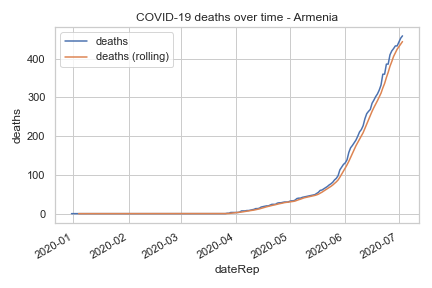 COVID-19 deaths over time - Armenia
deaths
deaths (rolling)
deaths
400
300
200
100
0
2020-01
2020-02
2020-03
2020-04
2020-05
2020-06
2020-07
dateRep